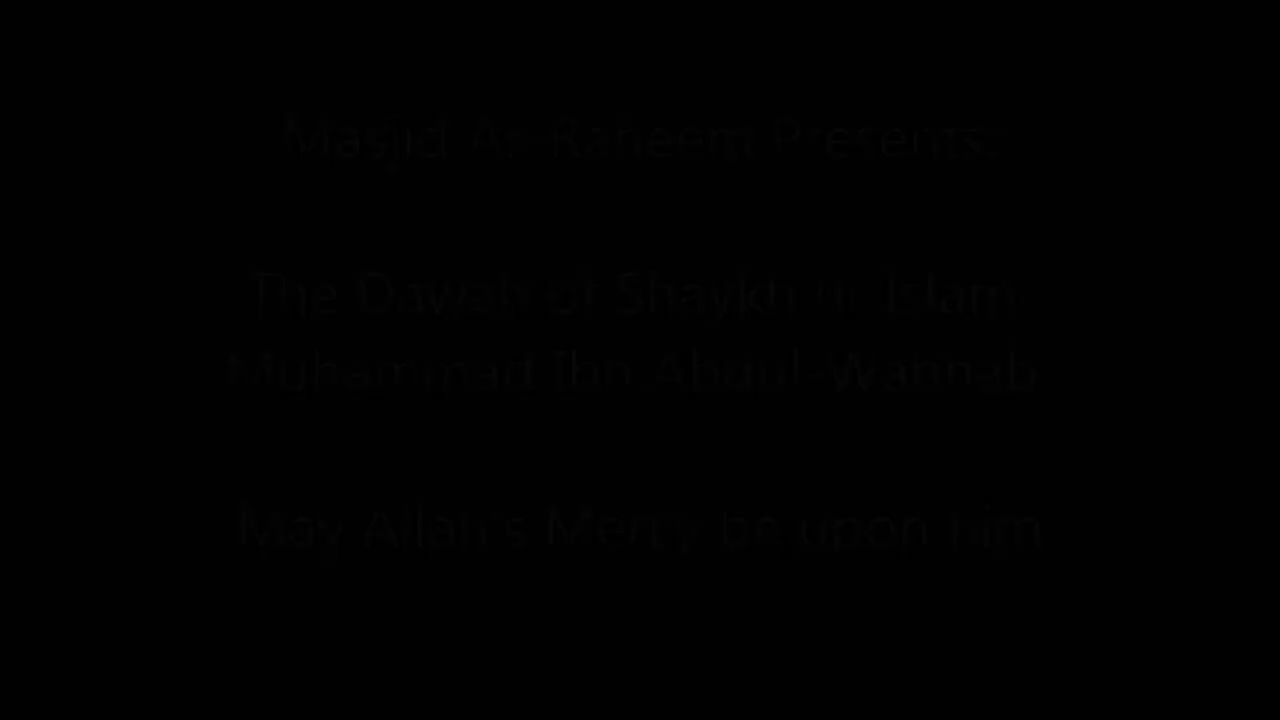 Masjid Ar-Raheem Presents:
The Dawah of Shaykh ul Islam
Muhammad Ibn Abdul-Wahhab
May Allah's Mercy be upon him